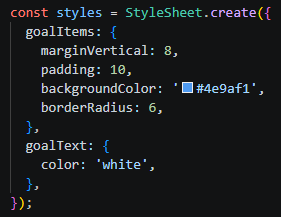 const styles = StyleSheet.create({
  goalItems: {
    marginVertical: 8,
    padding: 10,
    backgroundColor: '#4e9af1',
    borderRadius: 6,
  },
  goalText: {
    color: 'white',
  },
});